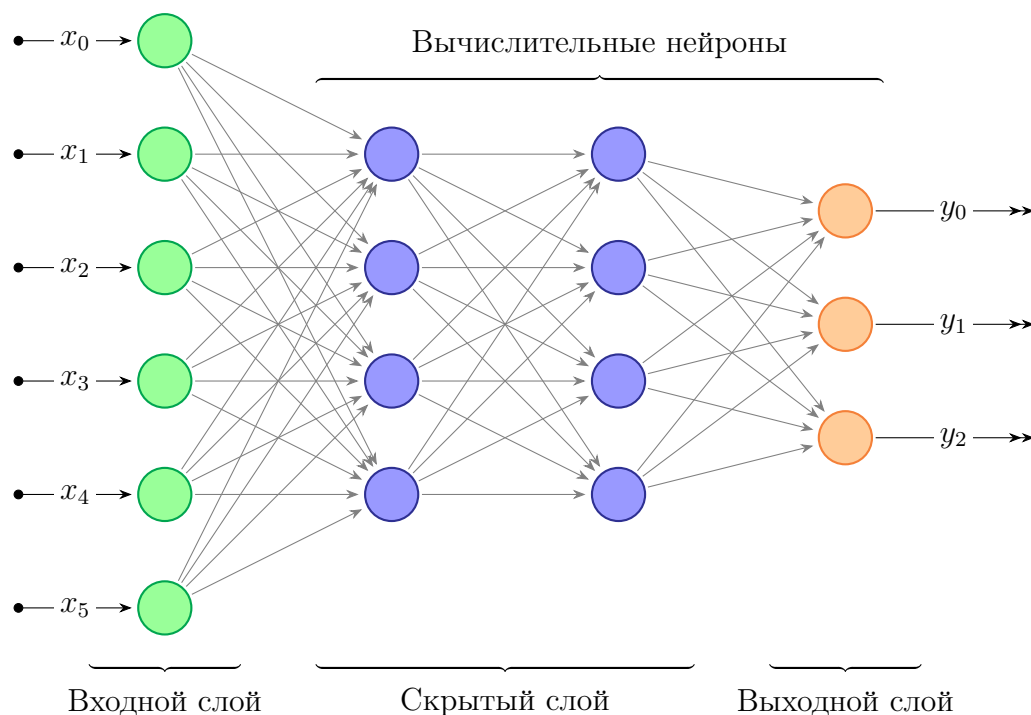 x₀
Вычислительные нейроны
x₁
y₀
x₂
y₁
x₃
y₂
x₄
x₅
Входной слой
Скрытый слой
Выходной слой